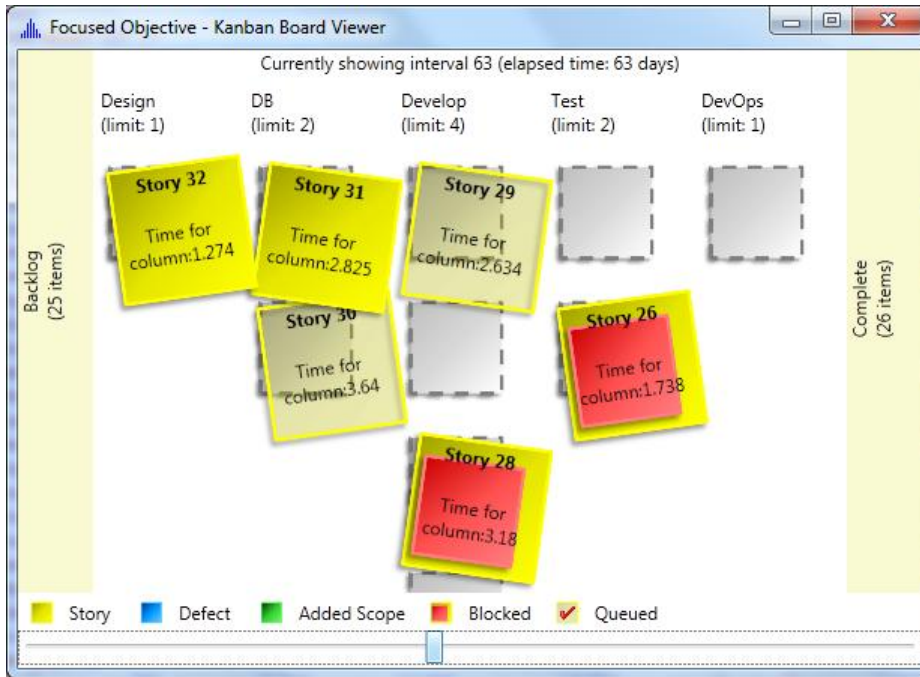 Focused Objective - Kanban Board Viewer
Currently showing interval 63 (elapsed time: 63 days)
Backlog
(25 items)
Design
(limit: 1)
DB
(limit: 2)
Develop
(limit: 4)
Test
(limit: 2)
DevOps
(limit: 1)
Complete
(26 items)
Story 32
Time for
column:1.274
Story 31
Time for
column:2.825
Story 29
Time for
column:2.634
Story 30
Time for
column:3.64
Story 26
Time for
column:1.738
Story 28
Time for
column:3.18
Story
Defect
Added Scope
Blocked
Queued